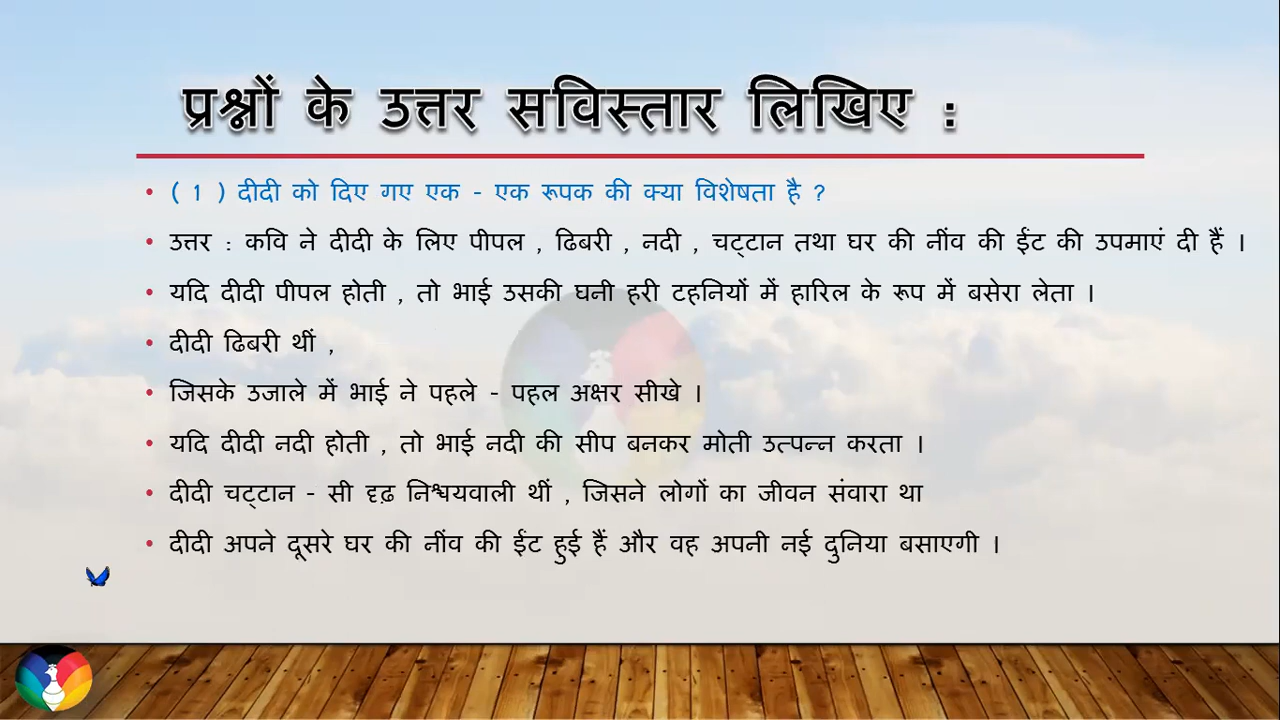 प्रश्नों के उत्तर सविस्तार लिखिए :
• ( 1 ) दीदी को दिए गए एक - एक रूपक की क्या विशेषता है ?
• उत्तर : कवि ने दीदी के लिए पीपल , ढिबरी , नदी , चट्टान तथा घर की नींव की ईंट की उपमाएं दी हैं ।
• यदि दीदी पीपल होती , तो भाई उसकी घनी हरी टहनियों में हारिल के रूप में बसेरा लेता ।
• दीदी ढिबरी थीं ,
• जिसके उजाले में भाई ने पहले - पहल अक्षर सीखे ।
• यदि दीदी नदी होती , तो भाई नदी की सीप बनकर मोती उत्पन्न करता ।
• दीदी चट्टान - सी दृढ़ निश्चयवाली थीं , जिसने लोगों का जीवन संवारा था
• दीदी अपने दूसरे घर की नींव की ईंट हुई हैं और वह अपनी नई दुनिया बसाएगी ।